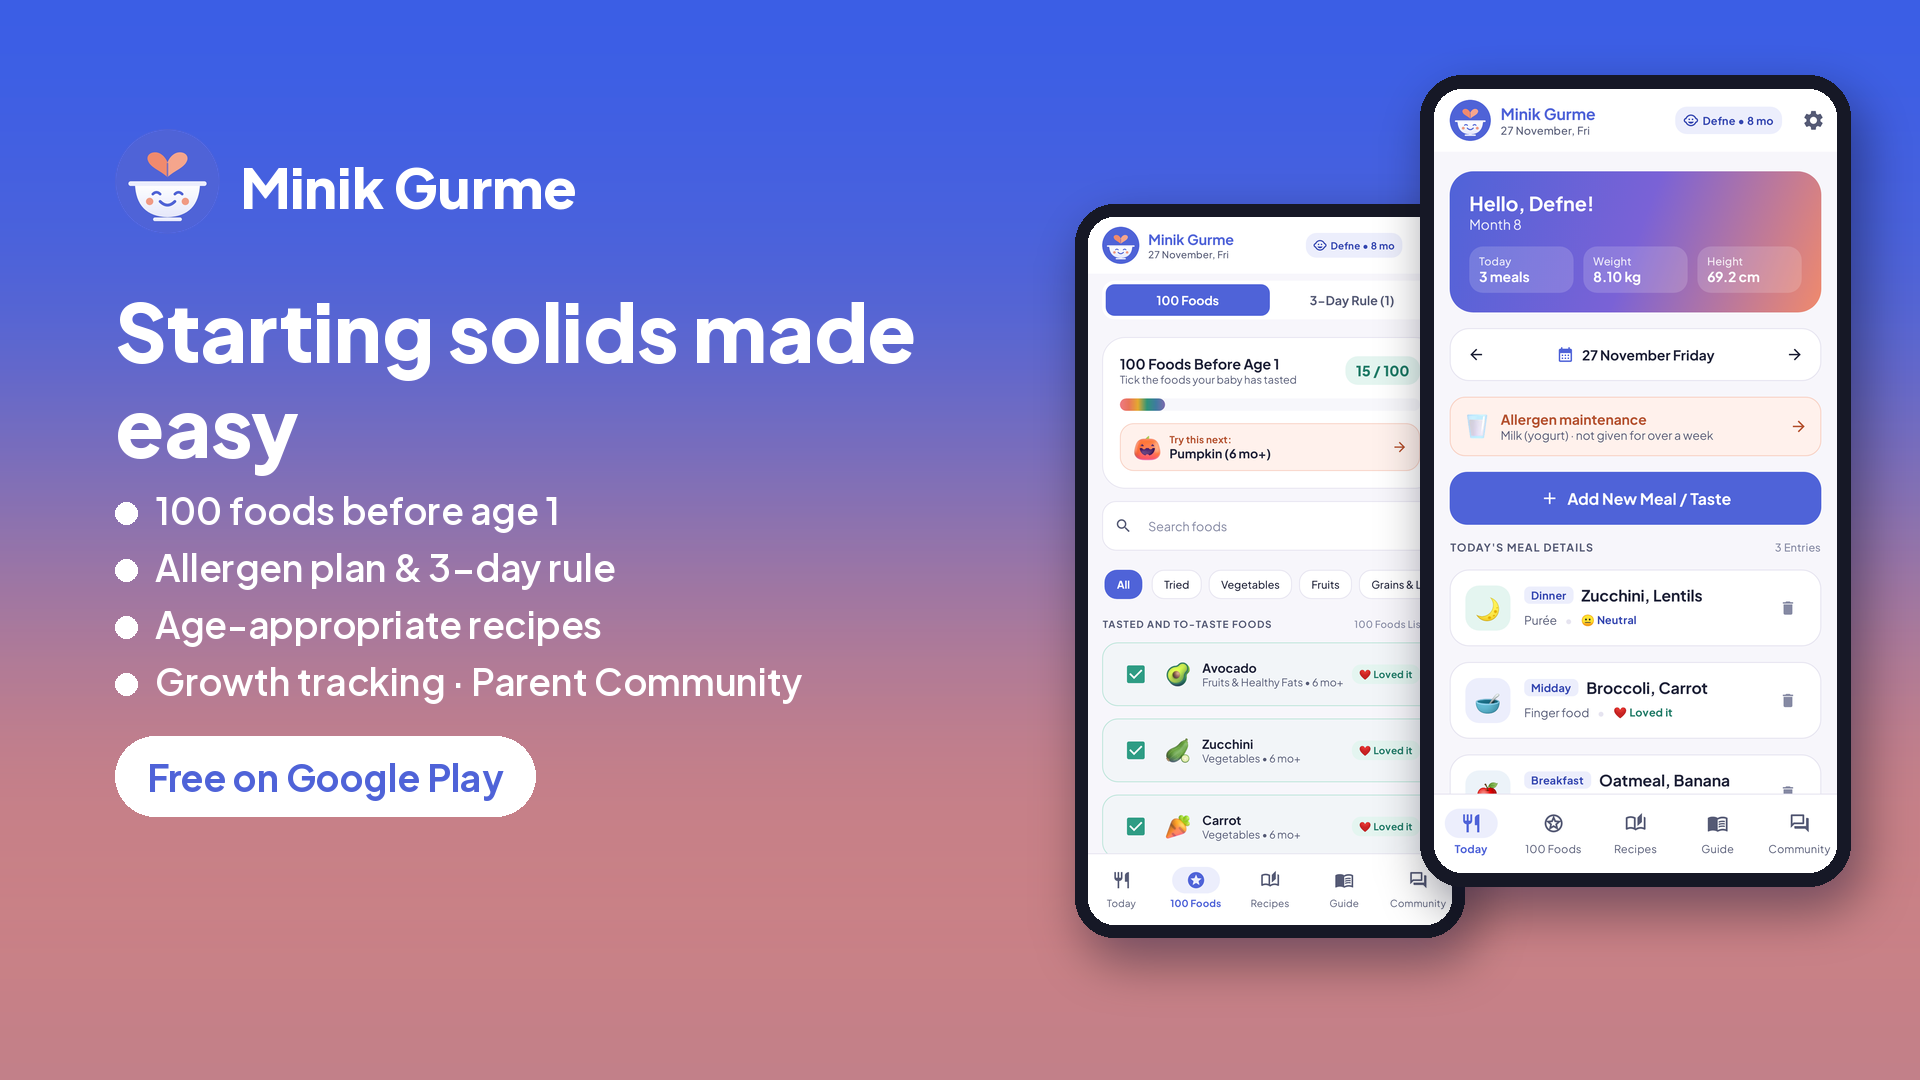 Minik Gurme
Starting solids made
easy
100 foods before age 1
Allergen plan & 3-day rule
Age-appropriate recipes
Growth tracking · Parent Community
Free on Google Play
Minik Gurme
27 November, Fri
Defne • 8 mo
100 Foods
3-Day Rule (1)
100 Foods Before Age 1
Tick the foods your baby has tasted
15 / 100
Try this next:
Pumpkin (6 mo+)
Search foods
All
Tried
Vegetables
Fruits
Grains & L
TASTED AND TO-TASTE FOODS
100 Foods Lis
Avocado
Fruits & Healthy Fats • 6 mo+
Loved it
Zucchini
Vegetables • 6 mo+
Loved it
Carrot
Vegetables • 6 mo+
Loved it
Today
100 Foods
Recipes
Guide
Community
Minik Gurme
27 November, Fri
Defne • 8 mo
Hello, Defne!
Month 8
Today
3 meals
Weight
8.10 kg
Height
69.2 cm
27 November Friday
Allergen maintenance
Milk (yogurt) · not given for over a week
+ Add New Meal / Taste
TODAY'S MEAL DETAILS
3 Entries
Dinner
Zucchini, Lentils
Purée
Neutral
Midday
Broccoli, Carrot
Finger food
Loved it
Breakfast
Oatmeal, Banana
Today
100 Foods
Recipes
Guide
Community